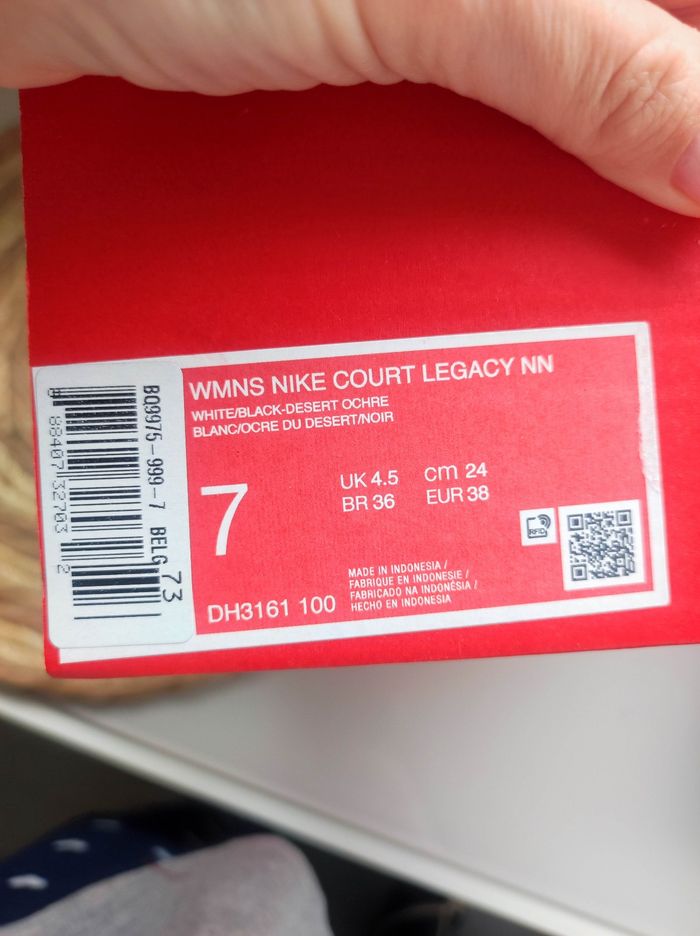 WMNS NIKE COURT LEGACY NN
WHITE/BLACK-DESERT OCHRE
BLANC/OCRE DU DESERT/NOIR
7
UK 4.5 cm 24
BR 36 EUR 38
RFID
DH3161 100
MADE IN INDONESIA /
FABRIQUE EN INDONESIE /
FABRICADO NA INDONÉSIA /
HECHO EN INDONESIA
BQ9975-999-7 BELG
73